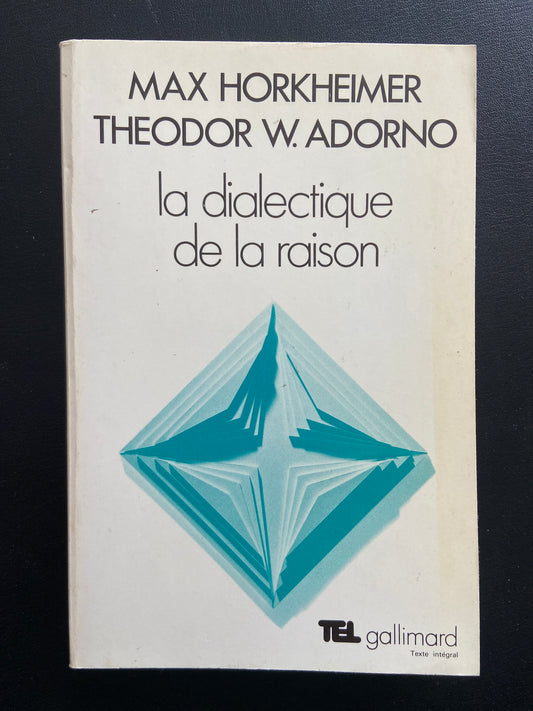 MAX HORKHEIMER
THEODOR W. ADORNO
la dialectique
de la raison
TEL gallimard
Texte intégral